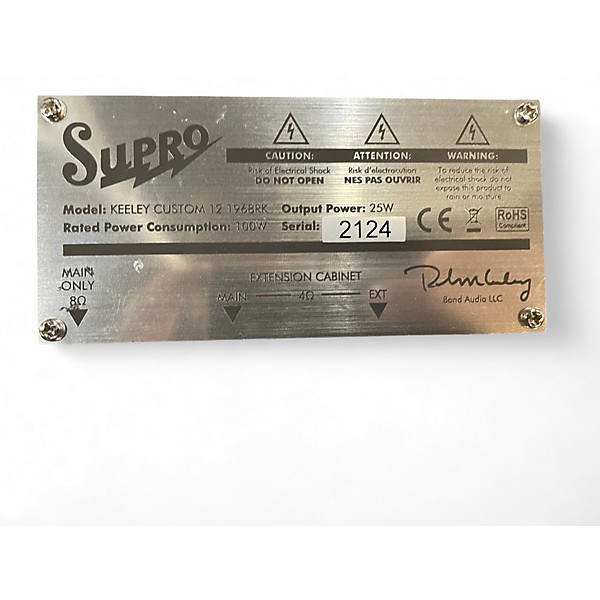 SUPRO
CAUTION:
Risk of Electrical Shock
DO NOT OPEN
ATTENTION:
Risk d'electrocution
NES PAS OUVRIR
WARNING:
To reduce the risk of
electrical shock do not
expose this product to
rain or moisture.
Model: KEELEY CUSTOM 12 1968RK Output Power: 25W
Rated Power Consumption: 100W Serial: 2124
CE
RoHS
Compliant
MAIN
ONLY
8Ω
EXTENSION CABINET
MAIN 4Ω EXT
Bond Audio LLC